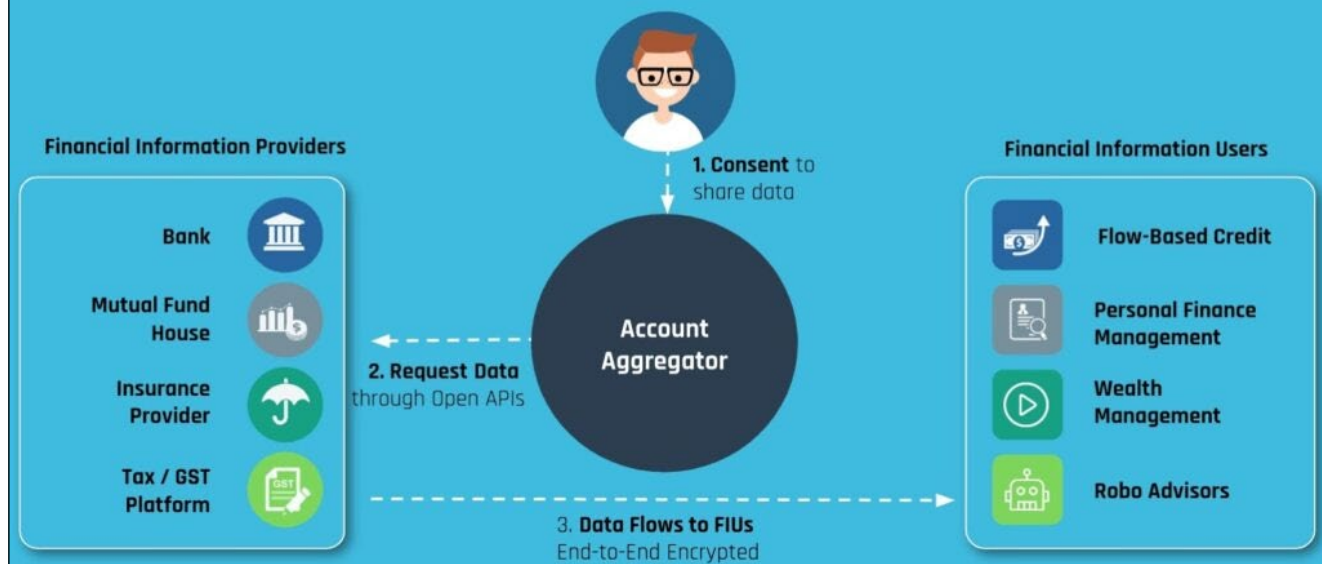 1. Consent to
share data
Financial Information Providers
Bank
Mutual Fund
House
Insurance
Provider
Tax / GST
Platform
GST
Account
Aggregator
2. Request Data
through Open APIs
3. Data Flows to FIUs
End-to-End Encrypted
Financial Information Users
$
Flow-Based Credit
Personal Finance
Management
Wealth
Management
Robo Advisors